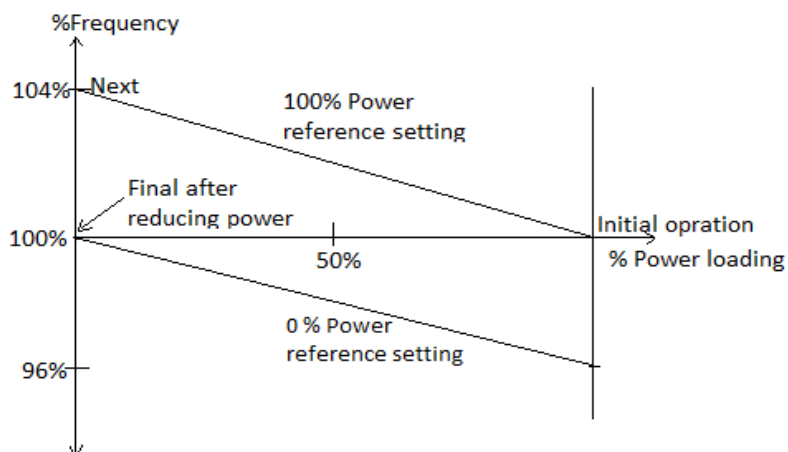 %Frequency
104%
Next
100% Power
reference setting
Final after
reducing power
100%
Initial opration
50%
% Power loading
0 % Power
reference setting
96%